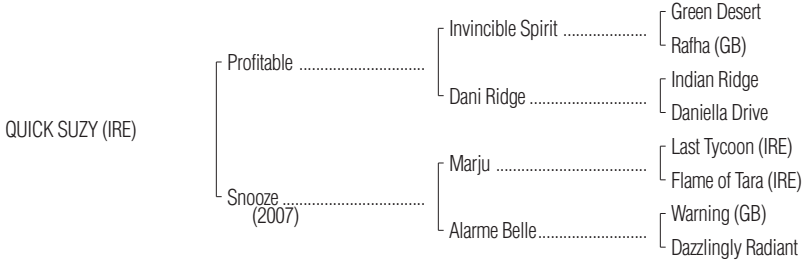 Green Desert
Invincible Spirit ....................
Rafha (GB)
Profitable ..............................
Indian Ridge
Dani Ridge ............................
Daniella Drive
QUICK SUZY (IRE)
Last Tycoon (IRE)
Marju ....................................
Flame of Tara (IRE)
Snooze ..................................
(2007)
Warning (GB)
Alarme Belle..........................
Dazzlingly Radiant